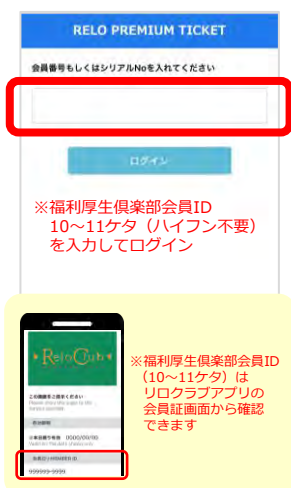 RELO PREMIUM TICKET
会員番号もしくはシリアルNoを入れてください
ログイン
※福利厚生倶楽部会員ID
10～11ケタ（ハイフン不要）
を入力してログイン
ReloClub
この画面をご提示ください
※福利厚生倶楽部会員ID
（10～11ケタ）は
リロクラブアプリの
会員証画面から確認
できます
0000/00/00
999999-9999